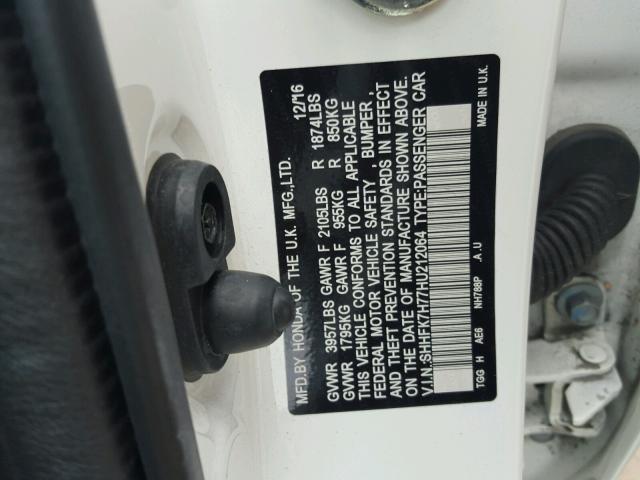 MFD.BY HONDA OF THE U.K. MFG.,LTD. 12/16
GVWR 3957LBS GAWR F 2105LBS R 1874LBS
GVWR 1795KG GAWR F 955KG R 850KG
THIS VEHICLE CONFORMS TO ALL APPLICABLE
FEDERAL MOTOR VEHICLE SAFETY , BUMPER ,
AND THEFT PREVENTION STANDARDS IN EFFECT
ON THE DATE OF MANUFACTURE SHOWN ABOVE.
V.I.N:SHHFK7H77HU212064 TYPE:PASSENGER CAR
TGG H AE6 NH788P .A .U MADE IN U.K.